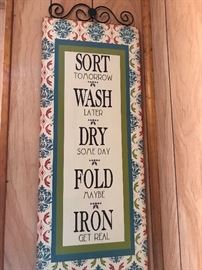 SORT
TOMORROW
WASH
LATER
DRY
SOME DAY
FOLD
MAYBE
IRON
GET REAL